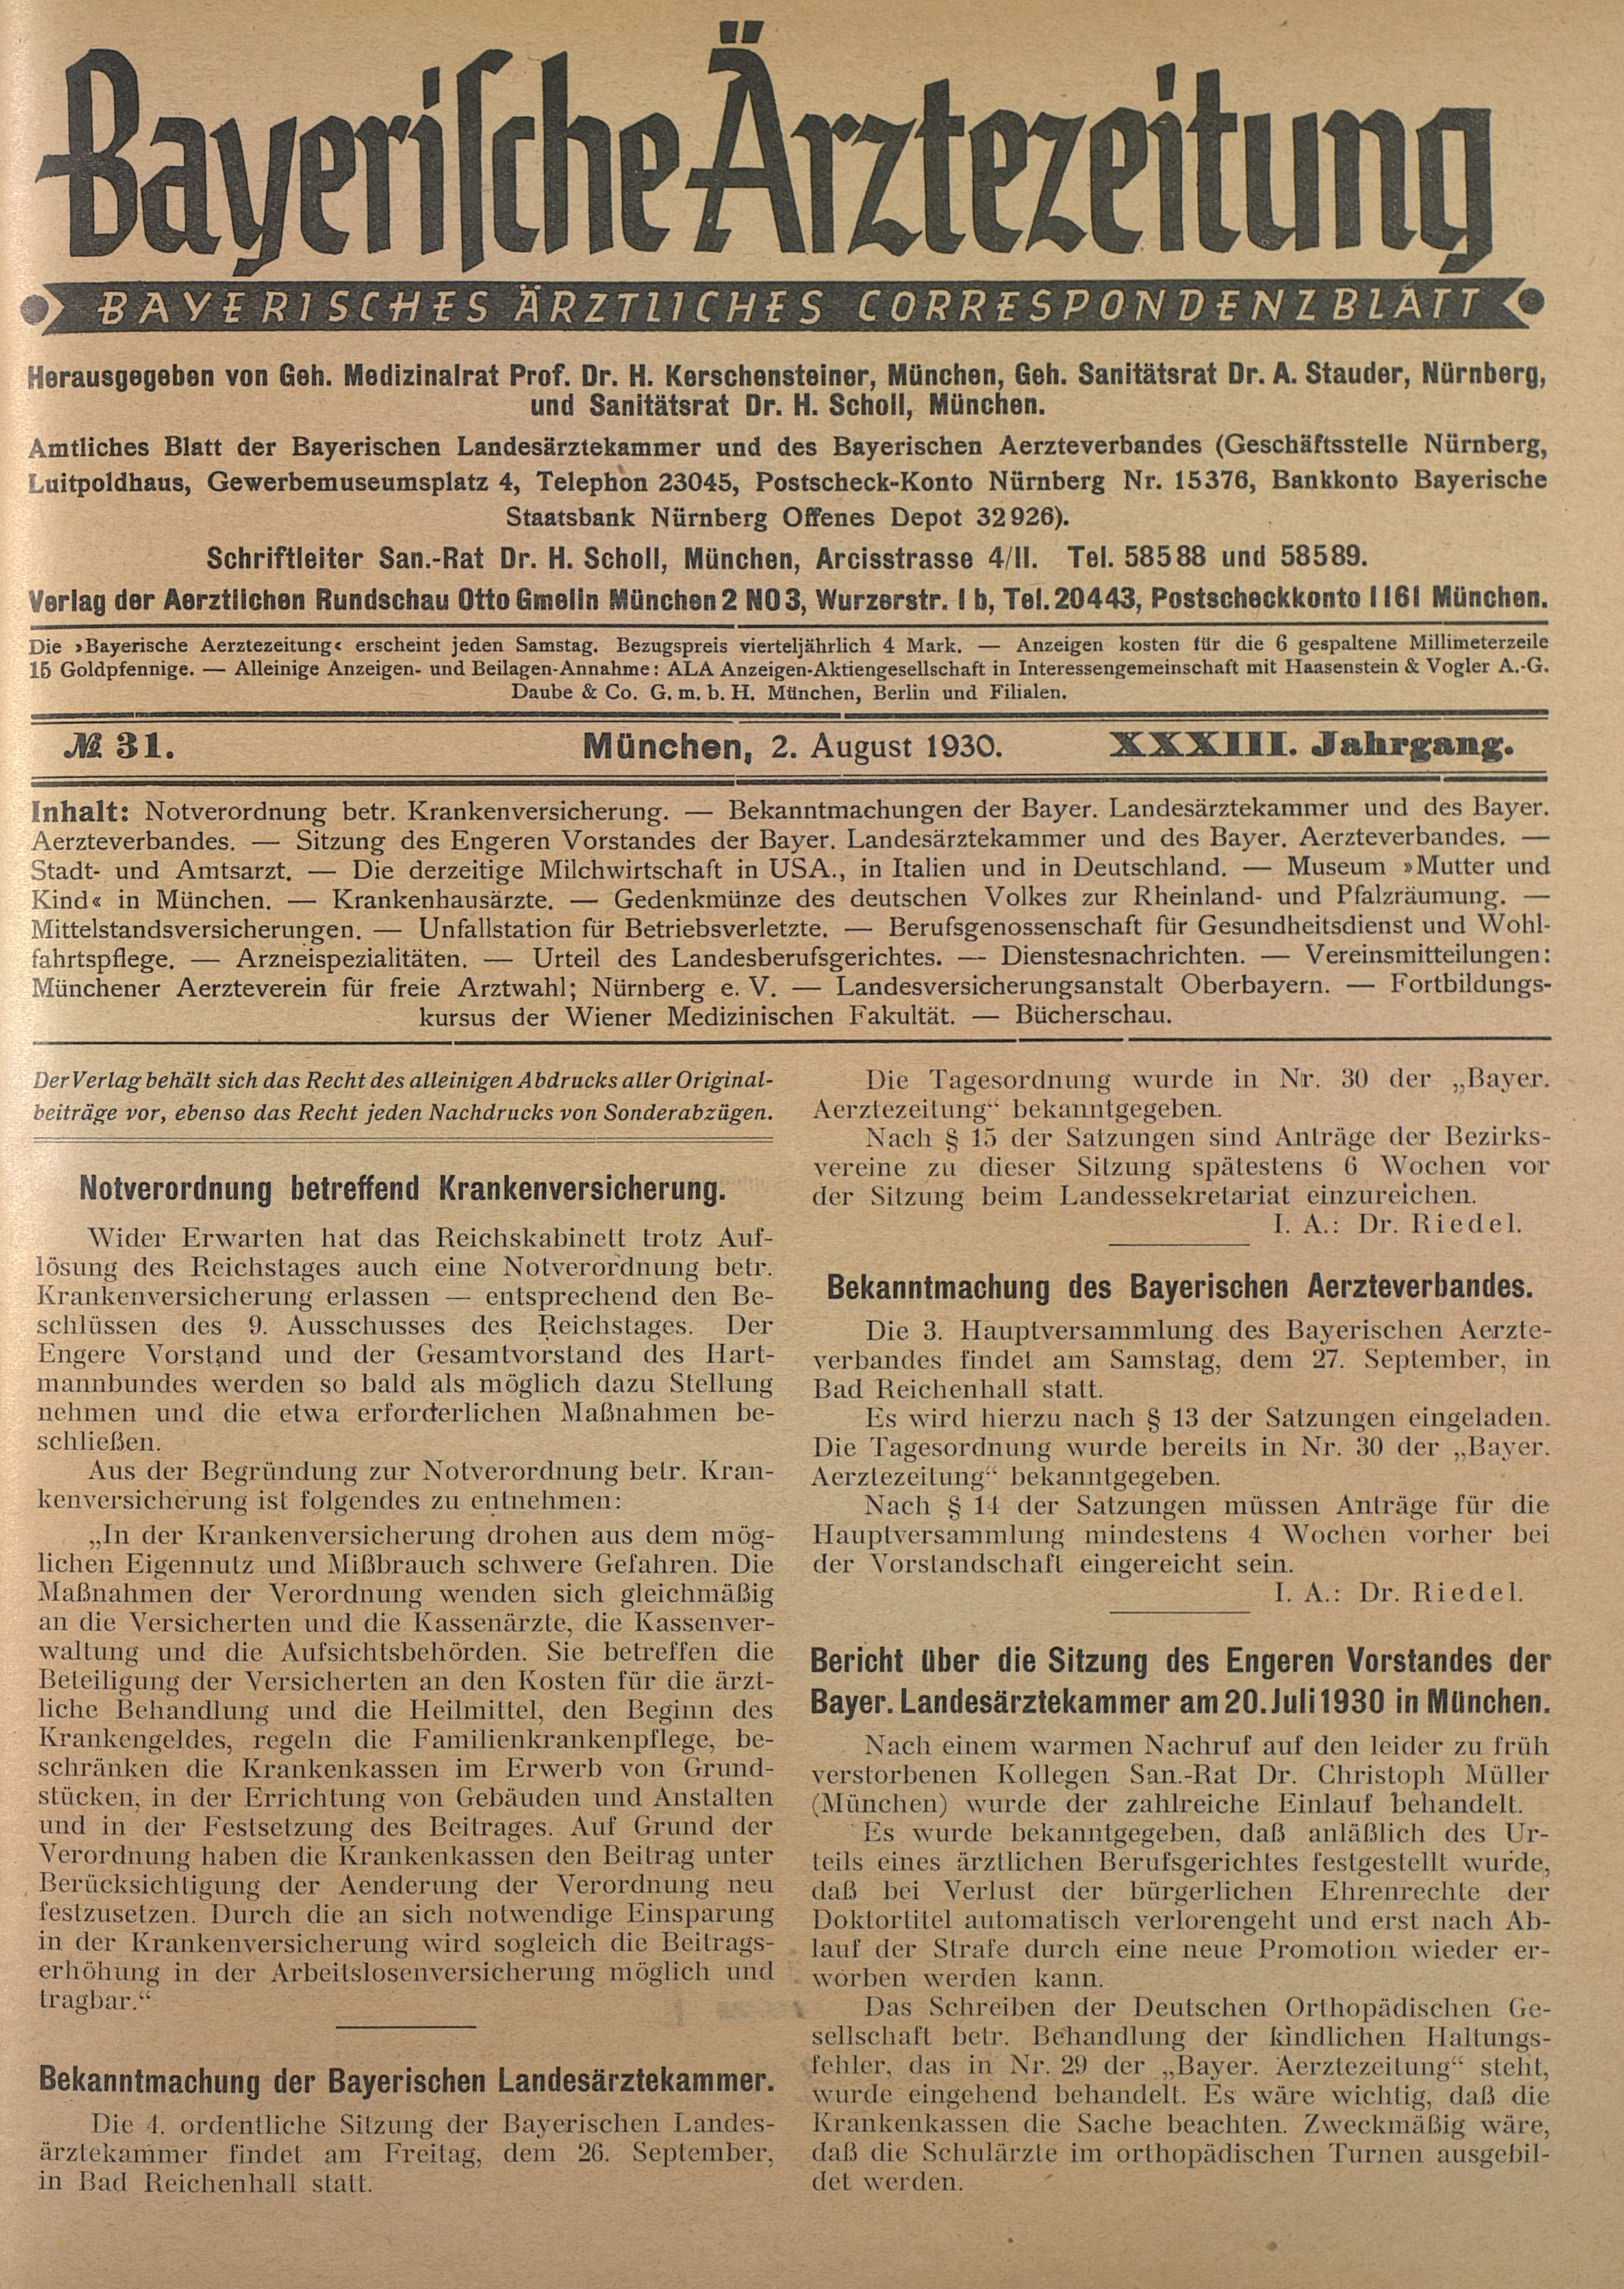 Bayeriſche Ärztezeitung
BAYERISCHES ÄRZTLICHES CORRESPONDENZBLATT
Herausgegeben von Geh. Medizinalrat Prof. Dr. H. Kerschensteiner, München, Geh. Sanitätsrat Dr. A. Stauder, Nürnberg,
und Sanitätsrat Dr. H. Scholl, München.
Amtliches Blatt der Bayerischen Landesärztekammer und des Bayerischen Aerzteverbandes (Geschäftsstelle Nürnberg,
Luitpoldhaus, Gewerbemuseumsplatz 4, Telephon 23045, Postscheck-Konto Nürnberg Nr. 15376, Bankkonto Bayerische
Staatsbank Nürnberg Offenes Depot 32926).
Schriftleiter San.-Rat Dr. H. Scholl, München, Arcisstrasse 4/II. Tel. 58588 und 58589.
Verlag der Aerztlichen Rundschau Otto Gmelin München 2 NO 3, Wurzerstr. 1 b, Tel. 20443, Postscheckkonto 1161 München.
Die »Bayerische Aerztezeitung« erscheint jeden Samstag. Bezugspreis vierteljährlich 4 Mark. — Anzeigen kosten für die 6 gespaltene Millimeterzeile
15 Goldpfennige. — Alleinige Anzeigen- und Beilagen-Annahme: ALA Anzeigen-Aktiengesellschaft in Interessengemeinschaft mit Haasenstein & Vogler A.-G.
Daube & Co. G. m. b. H. München, Berlin und Filialen.
№ 31. München, 2. August 1930. XXXIII. Jahrgang.
Inhalt: Notverordnung betr. Krankenversicherung. — Bekanntmachungen der Bayer. Landesärztekammer und des Bayer.
Aerzteverbandes. — Sitzung des Engeren Vorstandes der Bayer. Landesärztekammer und des Bayer. Aerzteverbandes. —
Stadt- und Amtsarzt. — Die derzeitige Milchwirtschaft in USA., in Italien und in Deutschland. — Museum »Mutter und
Kind« in München. — Krankenhausärzte. — Gedenkmünze des deutschen Volkes zur Rheinland- und Pfalzräumung. —
Mittelstandsversicherungen. — Unfallstation für Betriebsverletzte. — Berufsgenossenschaft für Gesundheitsdienst und Wohl-
fahrtspflege. — Arzneispezialitäten. — Urteil des Landesberufsgerichtes. — Dienstesnachrichten. — Vereinsmitteilungen:
Münchener Aerzteverein für freie Arztwahl; Nürnberg e. V. — Landesversicherungsanstalt Oberbayern. — Fortbildungs-
kursus der Wiener Medizinischen Fakultät. — Bücherschau.
Der Verlag behält sich das Recht des alleinigen Abdrucks aller Original-
beiträge vor, ebenso das Recht jeden Nachdrucks von Sonderabzügen.
Notverordnung betreffend Krankenversicherung.
Wider Erwarten hat das Reichskabinett trotz Auf-
lösung des Reichstages auch eine Notverordnung betr.
Krankenversicherung erlassen — entsprechend den Be-
schlüssen des 9. Ausschusses des Reichstages. Der
Engere Vorstand und der Gesamtvorstand des Hart-
mannbundes werden so bald als möglich dazu Stellung
nehmen und die etwa erforderlichen Maßnahmen be-
schließen.
Aus der Begründung zur Notverordnung betr. Kran-
kenversicherung ist folgendes zu entnehmen:
„In der Krankenversicherung drohen aus dem mög-
lichen Eigennutz und Mißbrauch schwere Gefahren. Die
Maßnahmen der Verordnung wenden sich gleichmäßig
an die Versicherten und die Kassenärzte, die Kassenver-
waltung und die Aufsichtsbehörden. Sie betreffen die
Beteiligung der Versicherten an den Kosten für die ärzt-
liche Behandlung und die Heilmittel, den Beginn des
Krankengeldes, regeln die Familienkrankenpflege, be-
schränken die Krankenkassen im Erwerb von Grund-
stücken, in der Errichtung von Gebäuden und Anstalten
und in der Festsetzung des Beitrages. Auf Grund der
Verordnung haben die Krankenkassen den Beitrag unter
Berücksichtigung der Aenderung der Verordnung neu
festzusetzen. Durch die an sich notwendige Einsparung
in der Krankenversicherung wird sogleich die Beitrags-
erhöhung in der Arbeitslosenversicherung möglich und
tragbar.“
Bekanntmachung der Bayerischen Landesärztekammer.
Die 4. ordentliche Sitzung der Bayerischen Landes-
ärztekammer findet am Freitag, dem 26. September,
in Bad Reichenhall statt.
Die Tagesordnung wurde in Nr. 30 der „Bayer.
Aerztezeitung“ bekanntgegeben.
Nach § 15 der Satzungen sind Anträge der Bezirks-
vereine zu dieser Sitzung spätestens 6 Wochen vor
der Sitzung beim Landessekretariat einzureichen.
I. A.: Dr. Riedel.
Bekanntmachung des Bayerischen Aerzteverbandes.
Die 3. Hauptversammlung des Bayerischen Aerzte-
verbandes findet am Samstag, dem 27. September, in
Bad Reichenhall statt.
Es wird hierzu nach § 13 der Satzungen eingeladen.
Die Tagesordnung wurde bereits in Nr. 30 der „Bayer.
Aerztezeitung“ bekanntgegeben.
Nach § 14 der Satzungen müssen Anträge für die
Hauptversammlung mindestens 4 Wochen vorher bei
der Vorstandschaft eingereicht sein.
I. A.: Dr. Riedel.
Bericht über die Sitzung des Engeren Vorstandes der
Bayer. Landesärztekammer am 20. Juli 1930 in München.
Nach einem warmen Nachruf auf den leider zu früh
verstorbenen Kollegen San.-Rat Dr. Christoph Müller
(München) wurde der zahlreiche Einlauf behandelt.
Es wurde bekanntgegeben, daß anläßlich des Ur-
teils eines ärztlichen Berufsgerichtes festgestellt wurde,
daß bei Verlust der bürgerlichen Ehrenrechte der
Doktortitel automatisch verlorengeht und erst nach Ab-
lauf der Strafe durch eine neue Promotion wieder er-
worben werden kann.
Das Schreiben der Deutschen Orthopädischen Ge-
sellschaft betr. Behandlung der kindlichen Haltungs-
fehler, das in Nr. 29 der „Bayer. Aerztezeitung“ steht,
wurde eingehend behandelt. Es wäre wichtig, daß die
Krankenkassen die Sache beachten. Zweckmäßig wäre,
daß die Schulärzte im orthopädischen Turnen ausgebil-
det werden.